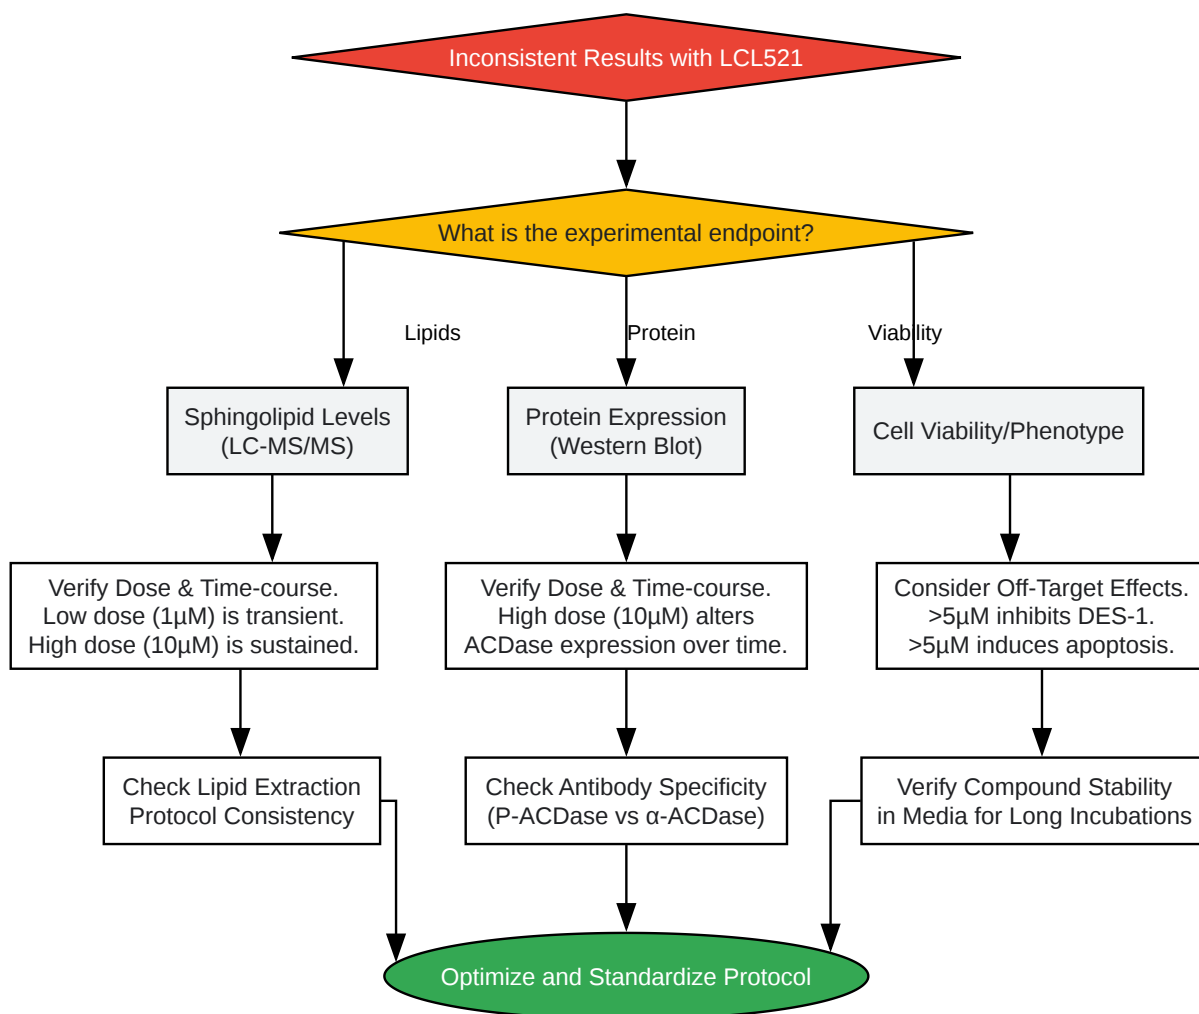 Inconsistent Results with LCL521
What is the experimental endpoint?
Lipids
Protein
Viability
Sphingolipid Levels
(LC-MS/MS)
Protein Expression
(Western Blot)
Cell Viability/Phenotype
Verify Dose & Time-course.
Low dose (1µM) is transient.
High dose (10µM) is sustained.
Verify Dose & Time-course.
High dose (10µM) alters
ACDase expression over time.
Consider Off-Target Effects.
>5µM inhibits DES-1.
>5µM induces apoptosis.
Check Lipid Extraction
Protocol Consistency
Check Antibody Specificity
(P-ACDase vs α-ACDase)
Verify Compound Stability
in Media for Long Incubations
Optimize and Standardize Protocol